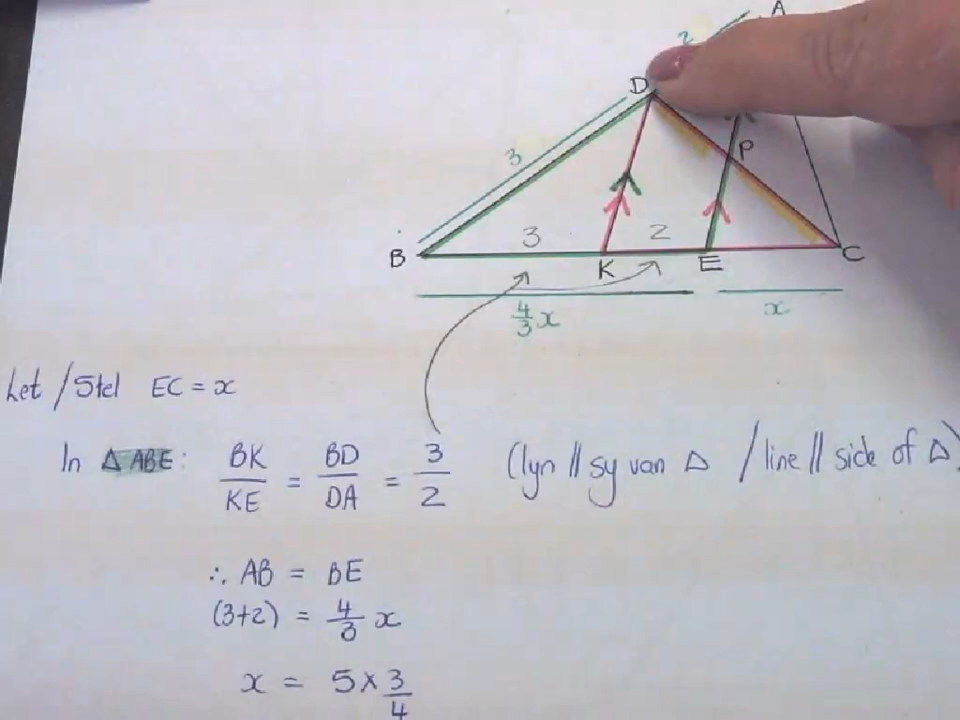 A
2
D
3
P
B
3
2
K
E
C
4/3 x
x
Let / Stel EC = x
In △ ABE: BK/KE = BD/DA = 3/2 (lyn // sy van △ / line // side of △)
∴ AB = BE
(3+2) = 4/3 x
x = 5 × 3/4